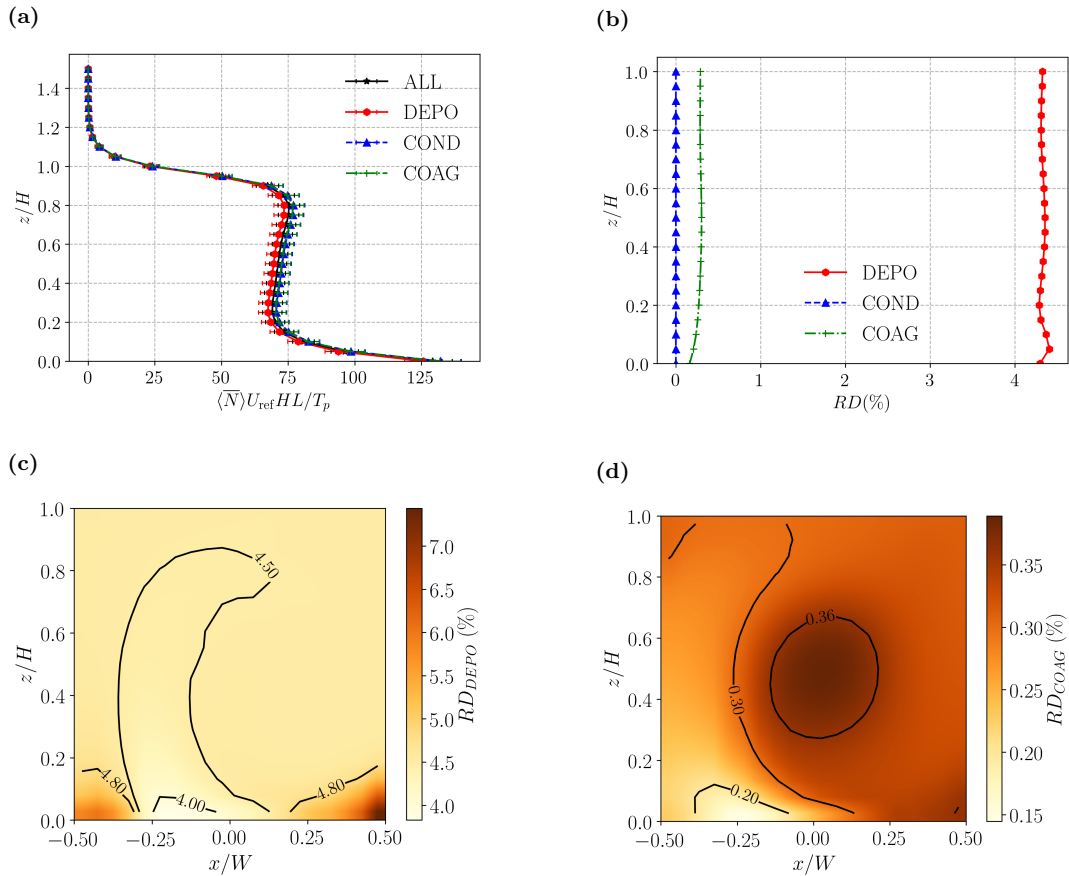 (a)
1.4
1.2
1.0
0.8
0.6
0.4
0.2
0.0
z/H
0 25 50 75 100 125
⟨N̅⟩U_ref HL/T_p
ALL
DEPO
COND
COAG
(b)
1.0
0.8
0.6
0.4
0.2
0.0
z/H
0 1 2 3 4
RD(%)
DEPO
COND
COAG
(c)
1.0
0.8
0.6
0.4
0.2
0.0
z/H
−0.50 −0.25 0.00 0.25 0.50
x/W
4.50
4.80
4.00
4.80
7.0
6.5
6.0
5.5
5.0
4.5
4.0
RD_DEPO (%)
(d)
1.0
0.8
0.6
0.4
0.2
0.0
z/H
−0.50 −0.25 0.00 0.25 0.50
x/W
0.36
0.30
0.20
0.35
0.30
0.25
0.20
0.15
RD_COAG (%)